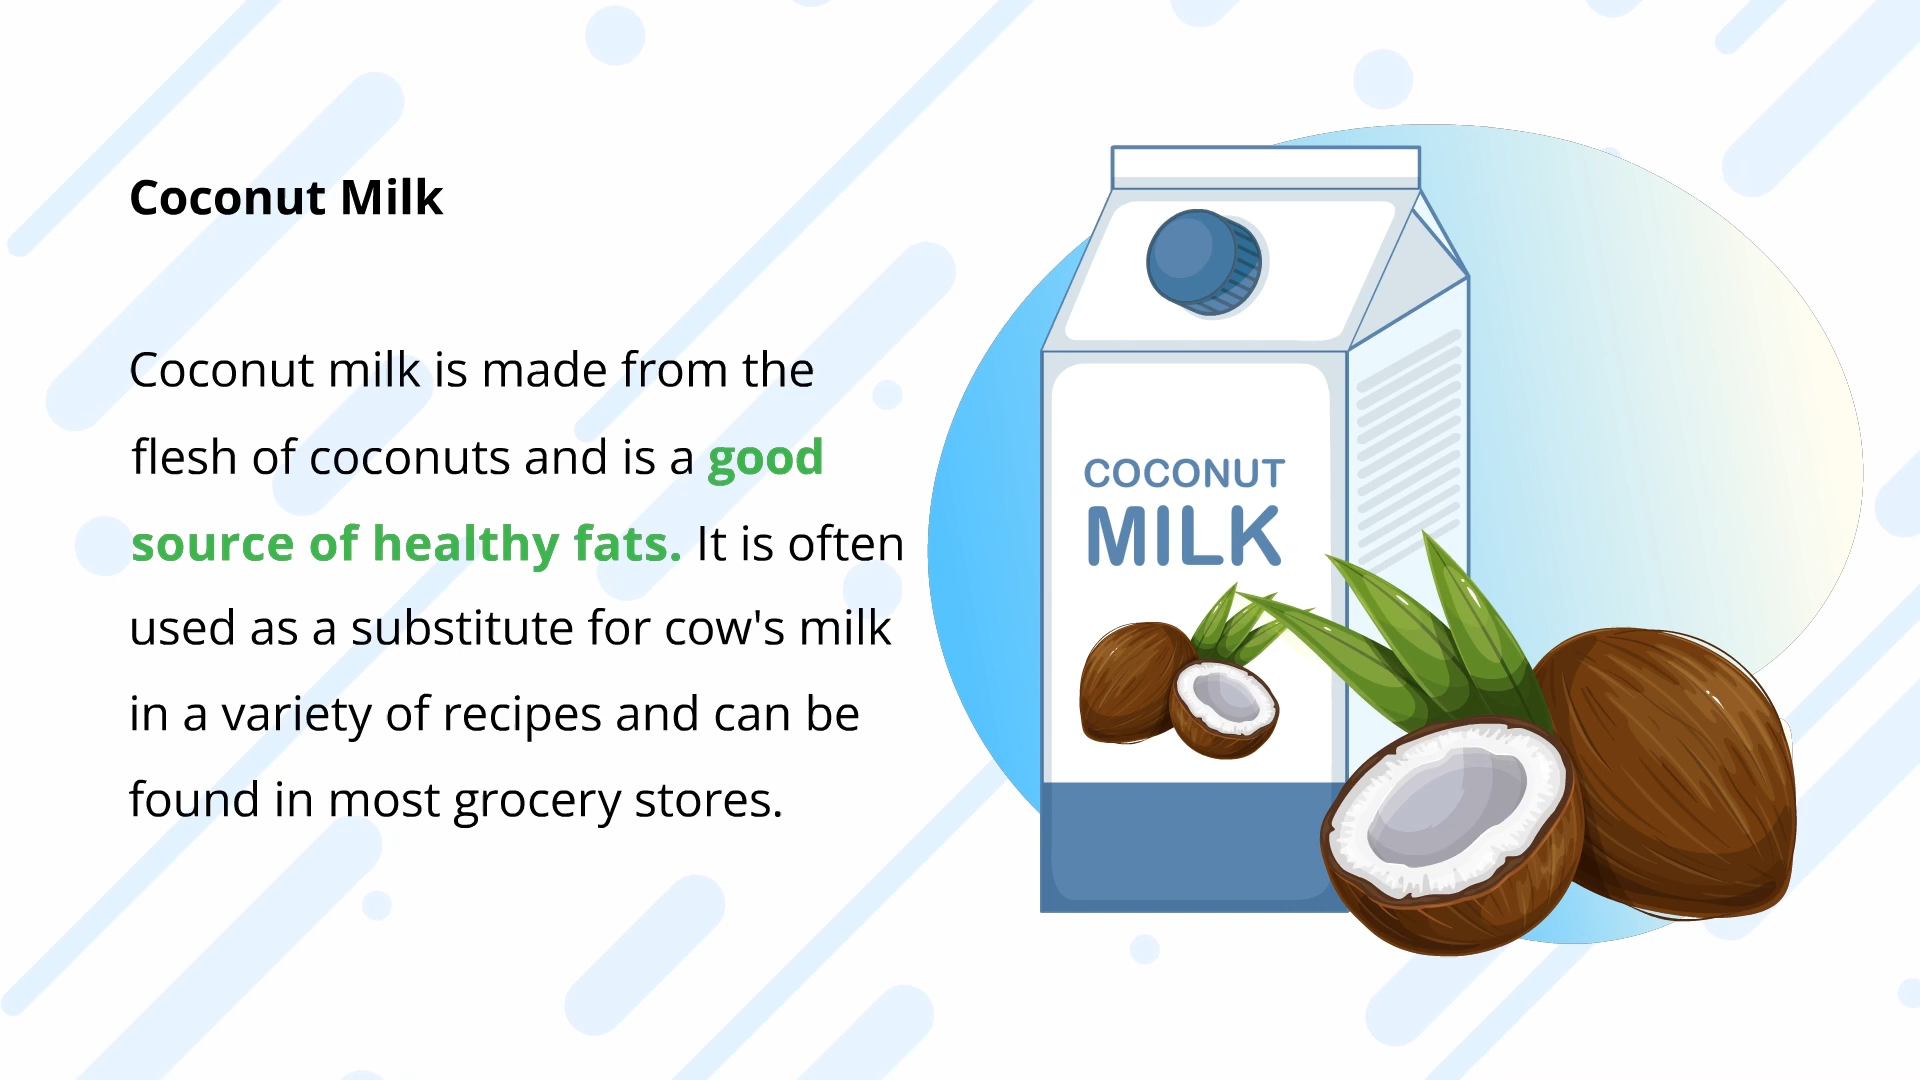 Coconut Milk
Coconut milk is made from the
flesh of coconuts and is a good
source of healthy fats. It is often
used as a substitute for cow's milk
in a variety of recipes and can be
found in most grocery stores.
COCONUT
MILK